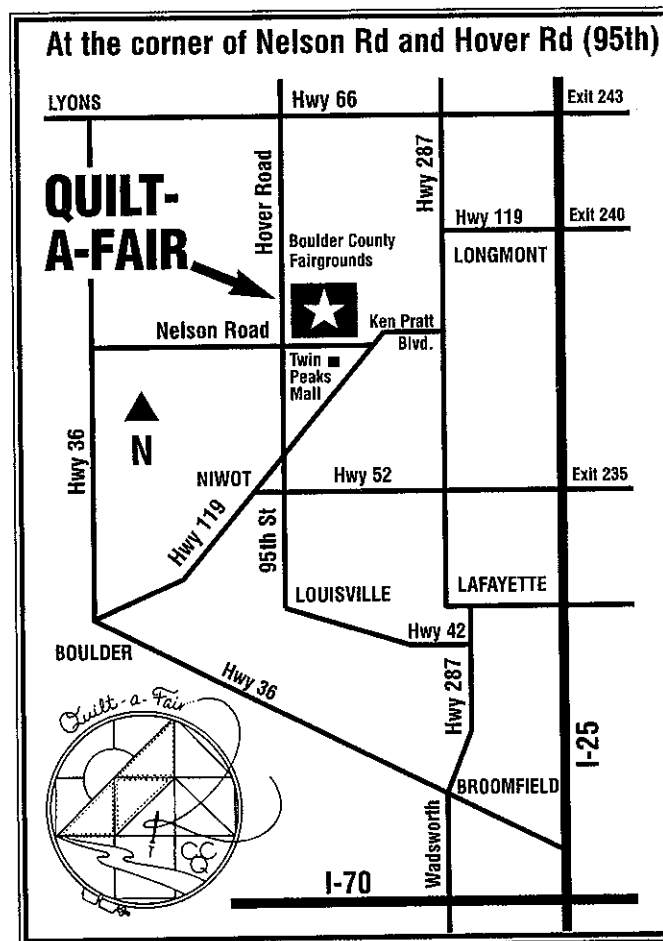 At the corner of Nelson Rd and Hover Rd (95th)
LYONS
Hwy 66
Exit 243
Hover Road
Hwy 287
QUILT-
A-FAIR
Hwy 119
Exit 240
Boulder County
Fairgrounds
LONGMONT
Nelson Road
Ken Pratt
Blvd.
Twin
Peaks
Mall
Hwy 36
N
NIWOT
Hwy 52
Exit 235
Hwy 119
95th St
LOUISVILLE
LAFAYETTE
Hwy 42
BOULDER
Hwy 36
Hwy 287
I-25
Quilt-a-Fair
BROOMFIELD
Wadsworth
CCQ
I-70